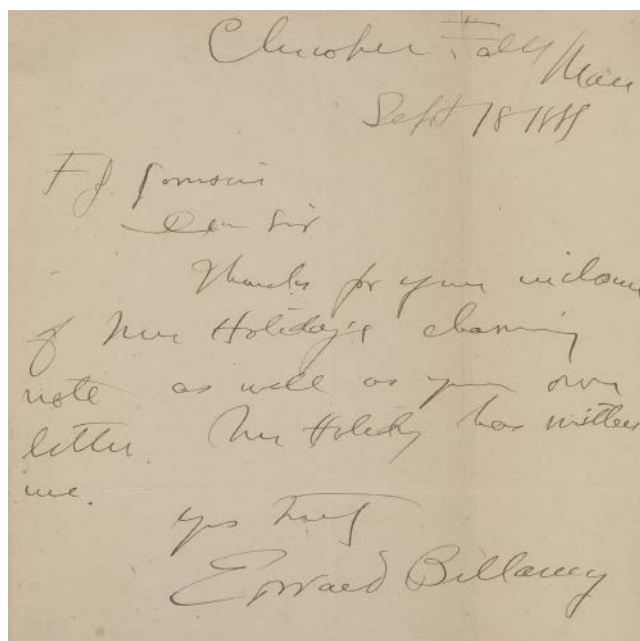 Chicopee Falls Mass
Sept 18 1889
F J.
Dear Sir
Thanks for your inclosure
of Mr Holiday's charming
note as well as your own
letter. Mr Holiday has written
me.
Yrs truly
Edward Bellamy